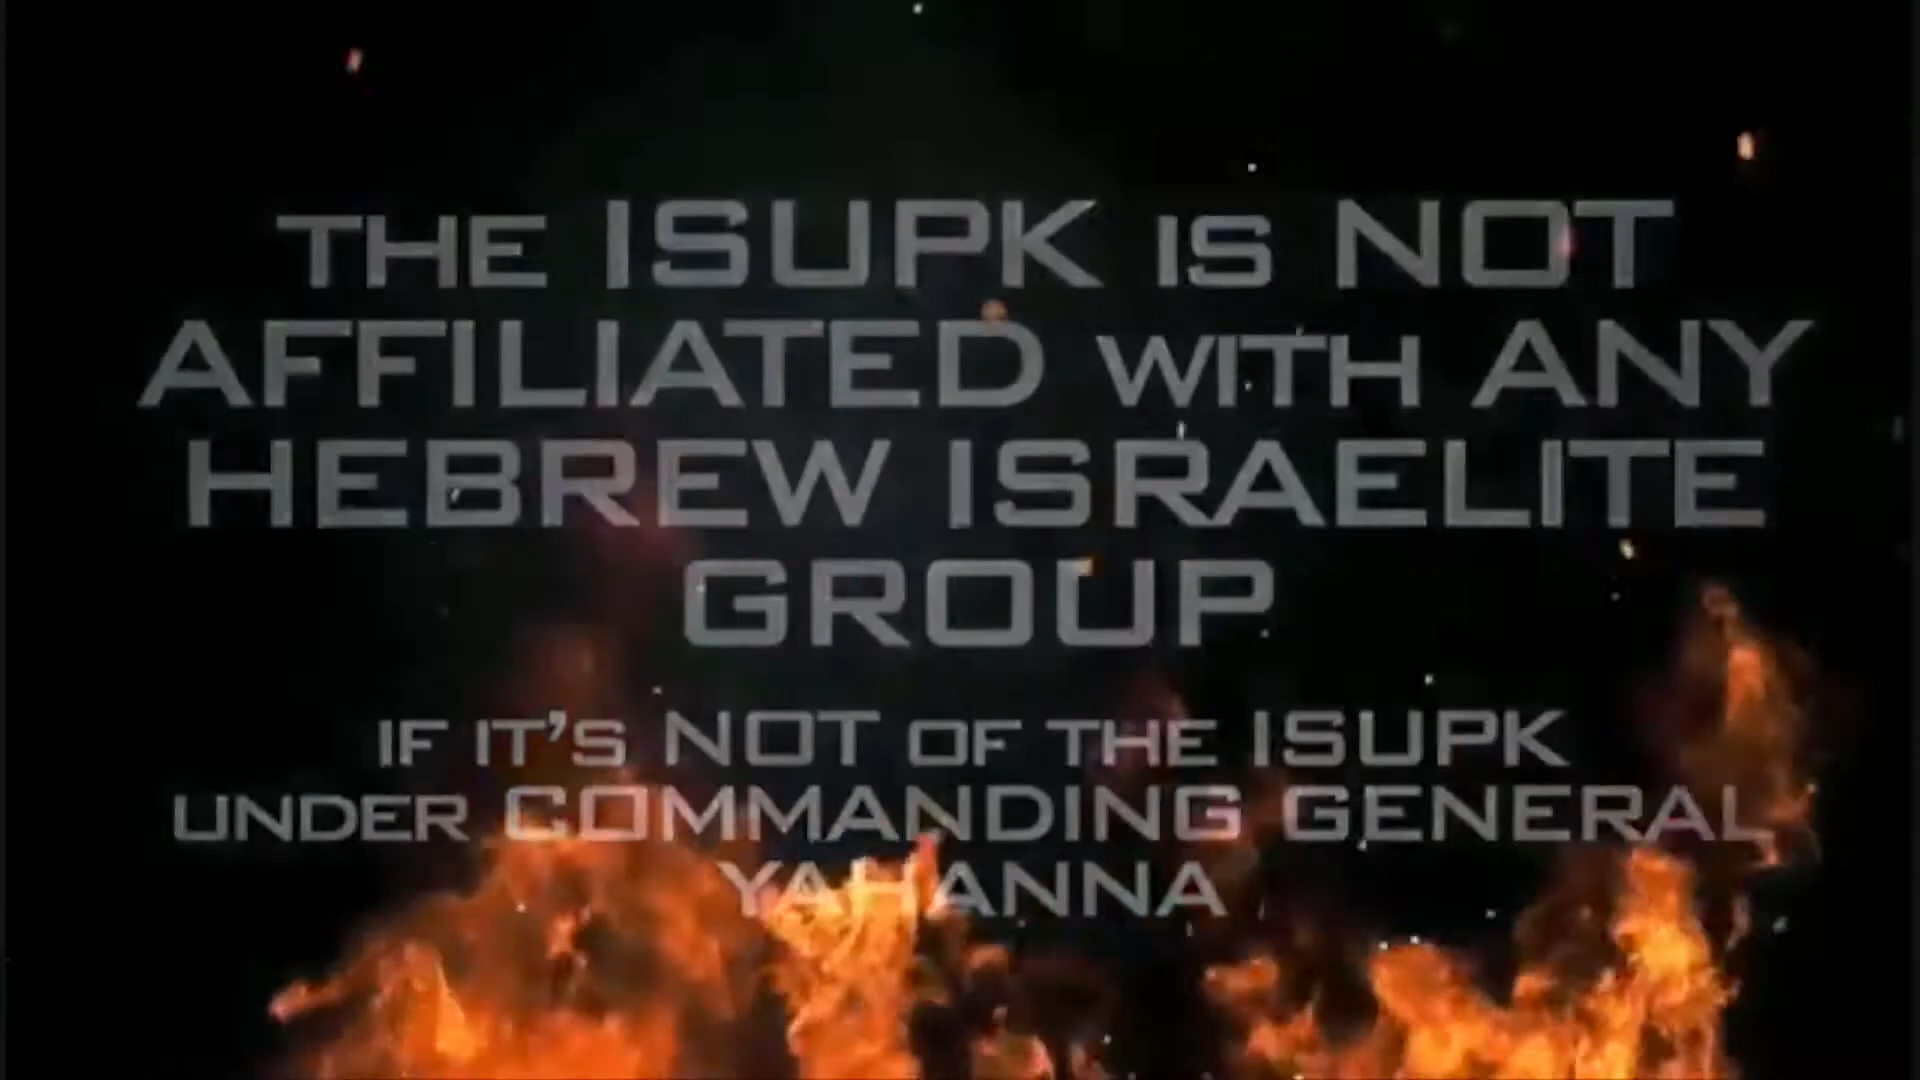 THE ISUPK IS NOT
AFFILIATED WITH ANY
HEBREW ISRAELITE
GROUP
IF IT'S NOT OF THE ISUPK
UNDER COMMANDING GENERAL
YAHANNA